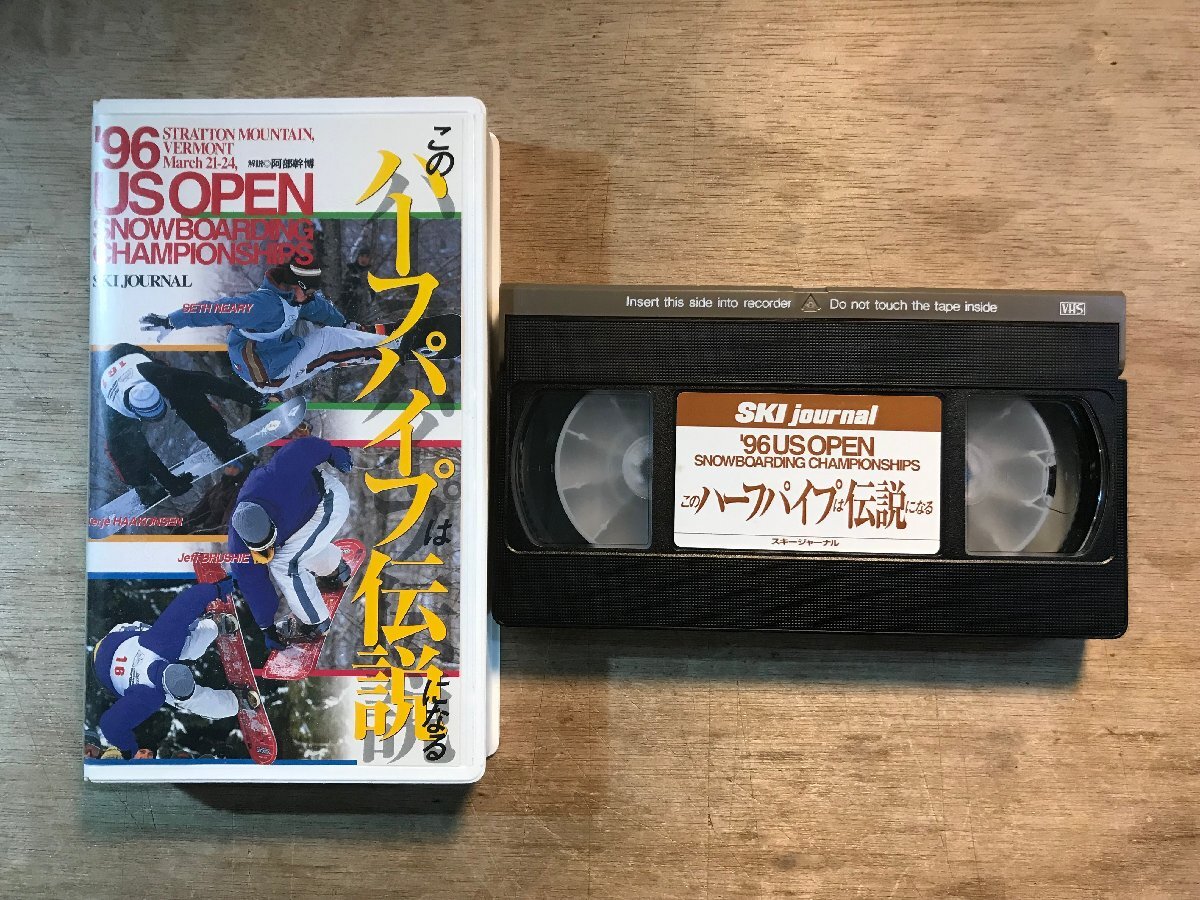 '96
STRATTON MOUNTAIN,
VERMONT
March 21-24,
解説◎阿部幹博
US OPEN
SNOWBOARDING
CHAMPIONSHIPS
SKI JOURNAL
このハーフパイプは伝説になる
SETH NEARY
Terje HAAKONSEN
Jeff BRUSHIE
16
Insert this side into recorder
Do not touch the tape inside
VHS
SKI journal
'96 US OPEN
SNOWBOARDING CHAMPIONSHIPS
このハーフパイプは伝説になる
スキージャーナル